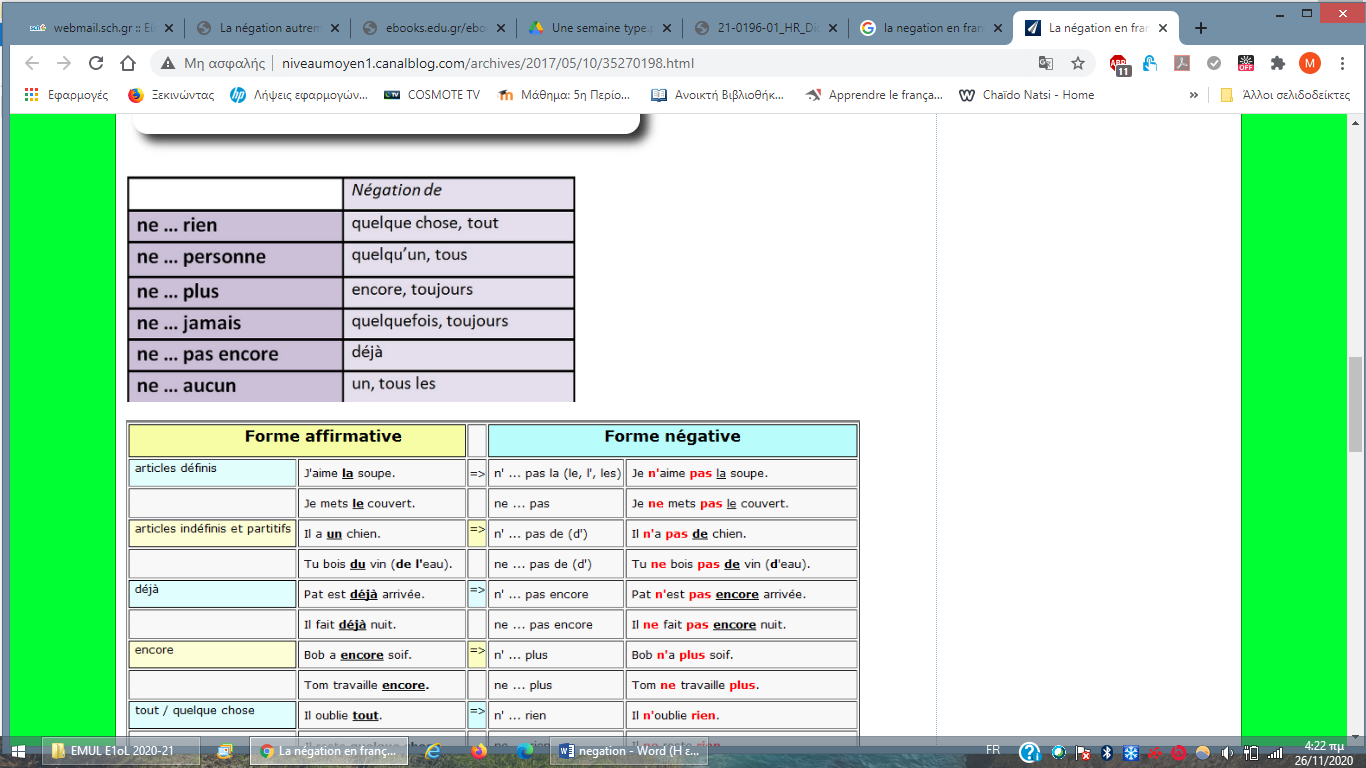 webmail.sch.gr :: Eι
La négation autrem
ebooks.edu.gr/ebo
Une semaine type.p
21-0196-01_HR_Dic
la negation en fran
La négation en fran
Μη ασφαλής
niveaumoyen1.canalblog.com/archives/2017/05/10/35270198.html
11
OFF
M
Εφαρμογές
Ξεκινώντας
Λήψεις εφαρμογών...
COSMOTE TV
Μάθημα: 5η Περίο...
Ανοικτή Βιβλιοθήκ...
Apprendre le frança...
Chaïdo Natsi - Home
»
Άλλοι σελιδοδείκτες
Négation de
ne ... rien quelque chose, tout
ne ... personne quelqu'un, tous
ne ... plus encore, toujours
ne ... jamais quelquefois, toujours
ne ... pas encore déjà
ne ... aucun un, tous les
Forme affirmative Forme négative
articles définis J'aime la soupe. => n' ... pas la (le, l', les) Je n'aime pas la soupe.
Je mets le couvert. ne ... pas Je ne mets pas le couvert.
articles indéfinis et partitifs Il a un chien. => n' ... pas de (d') Il n'a pas de chien.
Tu bois du vin (de l'eau). ne ... pas de (d') Tu ne bois pas de vin (d'eau).
déjà Pat est déjà arrivée. => n' ... pas encore Pat n'est pas encore arrivée.
Il fait déjà nuit. ne ... pas encore Il ne fait pas encore nuit.
encore Bob a encore soif. => n' ... plus Bob n'a plus soif.
Tom travaille encore. ne ... plus Tom ne travaille plus.
tout / quelque chose Il oublie tout. => n' ... rien Il n'oublie rien.
EMUL E1oL 2020-21
La négation en franç...
negation - Word (Η ε...
FR
4:22 πμ
26/11/2020